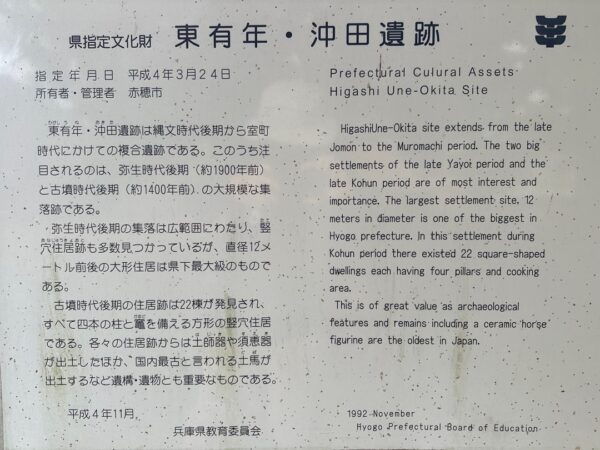 県指定文化財 東有年・沖田遺跡
指定年月日 平成4年3月24日
所有者・管理者 赤穂市
東有年・沖田遺跡は縄文時代後期から室町
時代にかけての複合遺跡である。このうち注
目されるのは、弥生時代後期(約1900年前)
と古墳時代後期(約1400年前)の大規模な集
落跡である。
弥生時代後期の集落は広範囲にわたり、竪
穴住居跡も多数見つかっているが、直径12メ
ートル前後の大形住居は県下最大級のもので
ある。
古墳時代後期の住居跡は22棟が発見され、
すべて四本の柱と竈を備える方形の竪穴住居
である。各々の住居跡からは土師器や須恵器
が出土したほか、国内最古と言われる土馬が
出土するなど遺構・遺物とも重要なものである。
平成4年11月
兵庫県教育委員会
Prefectural Culural Assets
Higashi Une-Okita Site
HigashiUne-Okita site extends from the late
Jomon to the Muromachi period. The two big
settlements of the late Yayoi period and the
late Kohun period are of most interest and
importance. The largest settlement site, 12
meters in diameter is one of the biggest in
Hyogo prefecture. In this settlement during
Kohun period there existed 22 square-shaped
dwellings each having four pillars and cooking
area.
This is of great value as archaeological
features and remains including a ceramic horse
figurine are the oldest in Japan.
1992 November
Hyogo Prefectural Board of Education